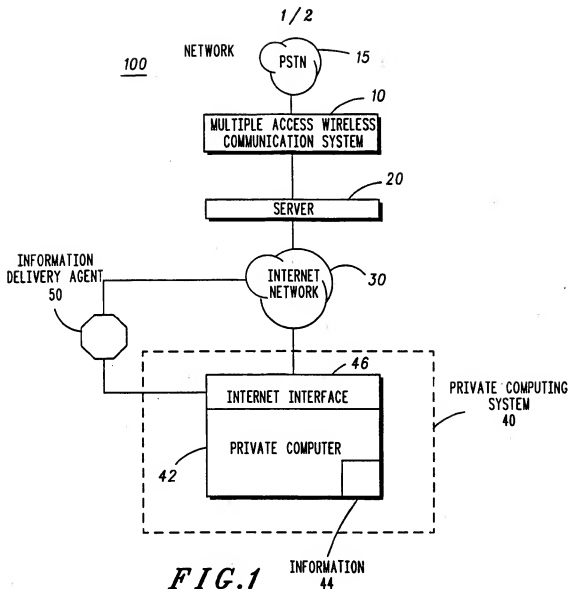 1/2
100
NETWORK
PSTN
15
10
MULTIPLE ACCESS WIRELESS
COMMUNICATION SYSTEM
20
SERVER
INFORMATION
DELIVERY AGENT
50
INTERNET
NETWORK
30
46
INTERNET INTERFACE
PRIVATE COMPUTING
SYSTEM
40
42
PRIVATE COMPUTER
FIG.1
INFORMATION
44